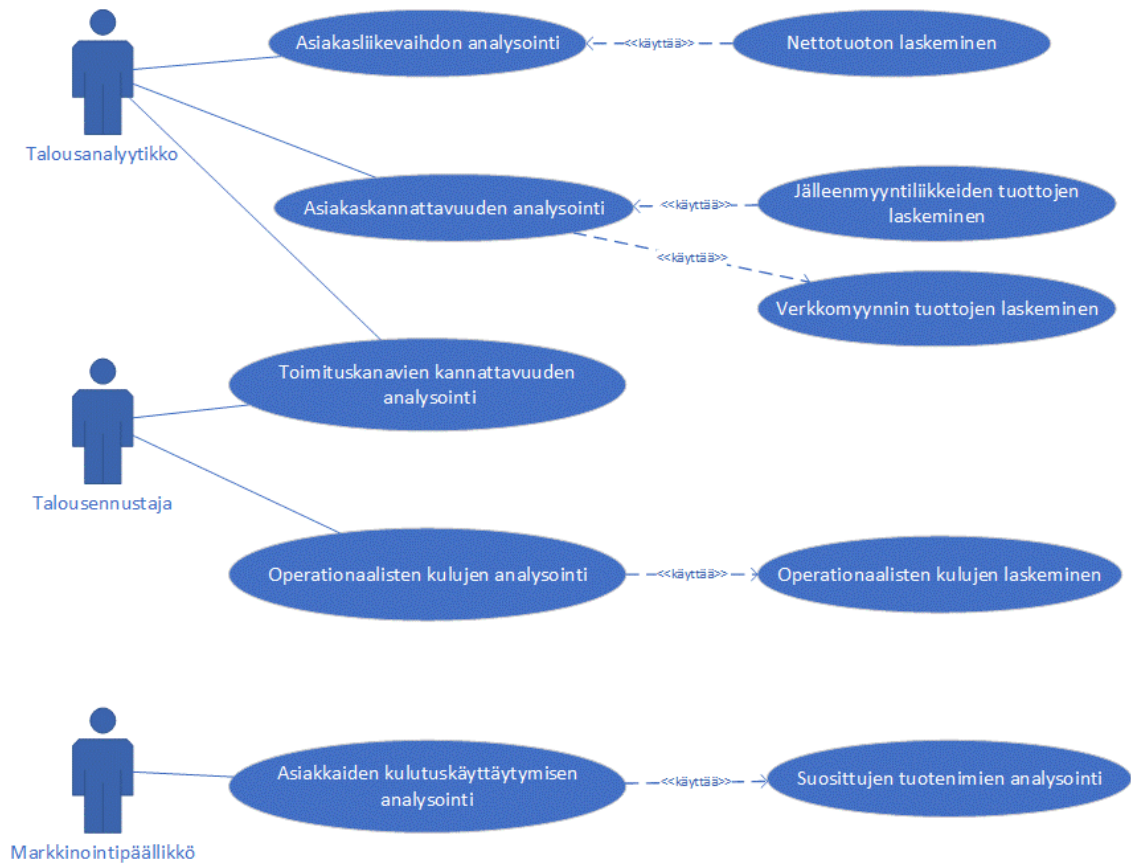 Asiakasliikevaihdon analysointi
<<käyttää>>
Nettotuoton laskeminen
Talousanalyytikko
Asiakaskannattavuuden analysointi
<<käyttää>>
Jälleenmyyntiliikkeiden tuottojen
laskeminen
<<käyttää>>
Verkkomyynnin tuottojen laskeminen
Toimituskanavien kannattavuuden
analysointi
Talousennustaja
Operationaalisten kulujen analysointi
<<käyttää>>
Operationaalisten kulujen laskeminen
Asiakkaiden kulutuskäyttäytymisen
analysointi
<<käyttää>>
Suosittujen tuotenimien analysointi
Markkinointipäällikkö